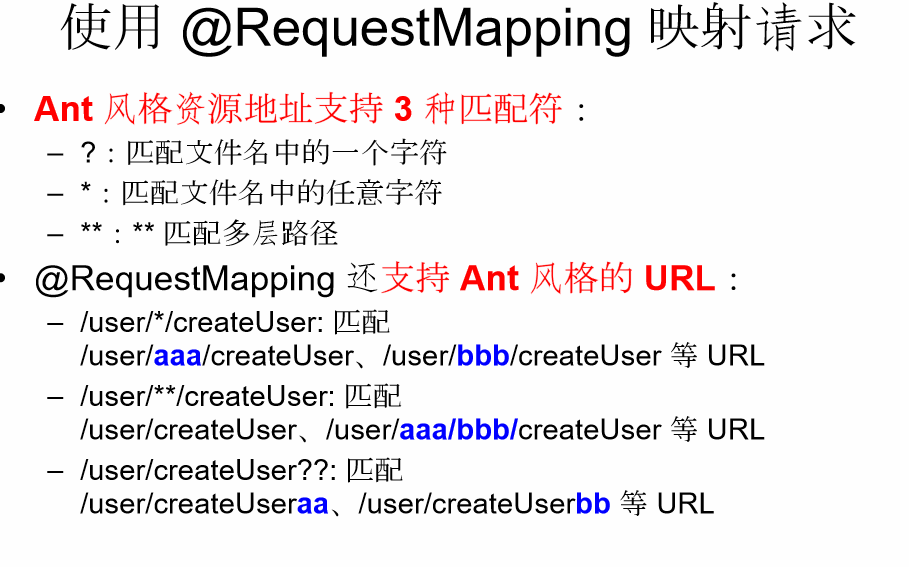 使用 @RequestMapping 映射请求
• Ant 风格资源地址支持 3 种匹配符：
– ?：匹配文件名中的一个字符
– *：匹配文件名中的任意字符
– **：** 匹配多层路径
• @RequestMapping 还支持 Ant 风格的 URL：
– /user/*/createUser: 匹配
/user/aaa/createUser、/user/bbb/createUser 等 URL
– /user/**/createUser: 匹配
/user/createUser、/user/aaa/bbb/createUser 等 URL
– /user/createUser??: 匹配
/user/createUseraa、/user/createUserbb 等 URL